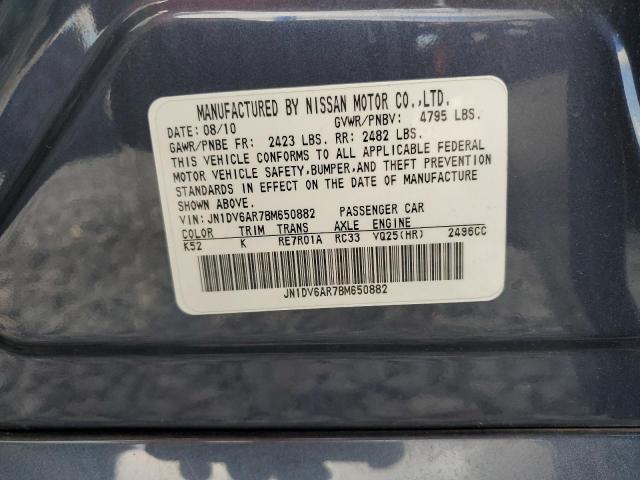 MANUFACTURED BY NISSAN MOTOR CO.,LTD.
DATE: 08/10 GVWR/PNBV: 4795 LBS.
GAWR/PNBE FR: 2423 LBS. RR: 2482 LBS.
THIS VEHICLE CONFORMS TO ALL APPLICABLE FEDERAL
MOTOR VEHICLE SAFETY,BUMPER,AND THEFT PREVENTION
STANDARDS IN EFFECT ON THE DATE OF MANUFACTURE
SHOWN ABOVE.
VIN:JN1DV6AR7BM650882 PASSENGER CAR
COLOR TRIM TRANS AXLE ENGINE
K52 K RE7R01A RC33 VQ25(HR) 2496CC
JN1DV6AR7BM650882